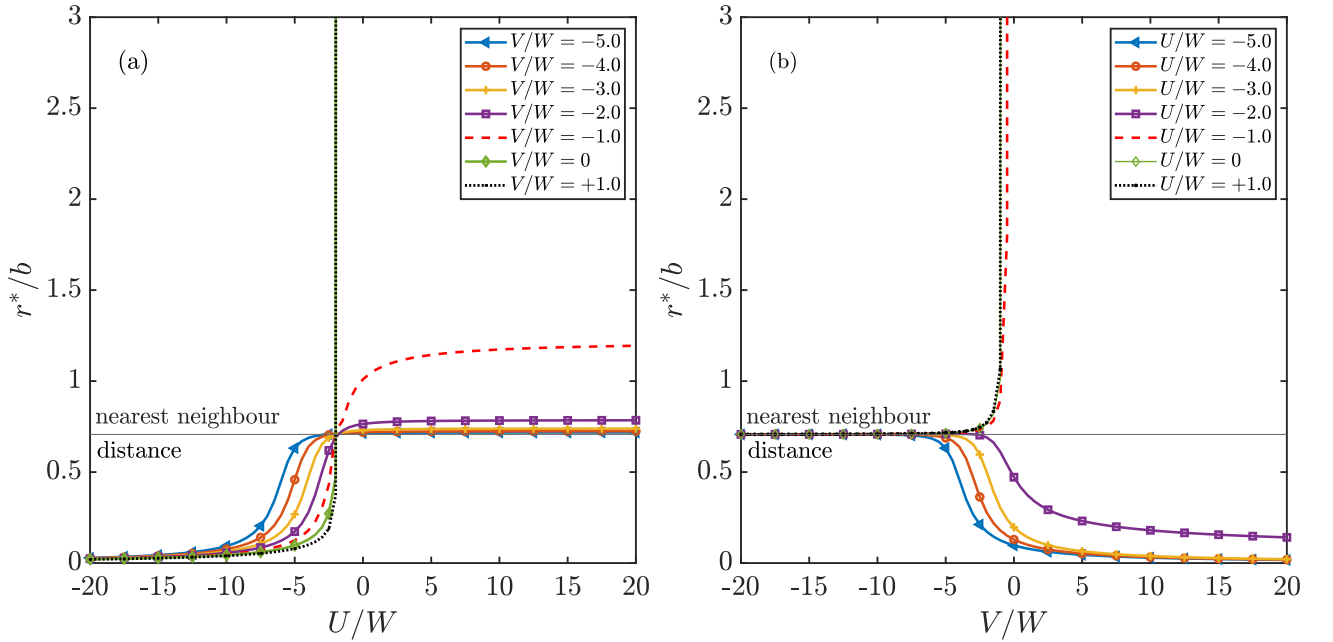 (a)
V/W = −5.0
V/W = −4.0
V/W = −3.0
V/W = −2.0
V/W = −1.0
V/W = 0
V/W = +1.0
3
2.5
2
1.5
1
0.5
0
r*/b
nearest neighbour
distance
-20
-15
-10
-5
0
5
10
15
20
U/W
(b)
U/W = −5.0
U/W = −4.0
U/W = −3.0
U/W = −2.0
U/W = −1.0
U/W = 0
U/W = +1.0
3
2.5
2
1.5
1
0.5
0
r*/b
nearest neighbour
distance
-20
-15
-10
-5
0
5
10
15
20
V/W